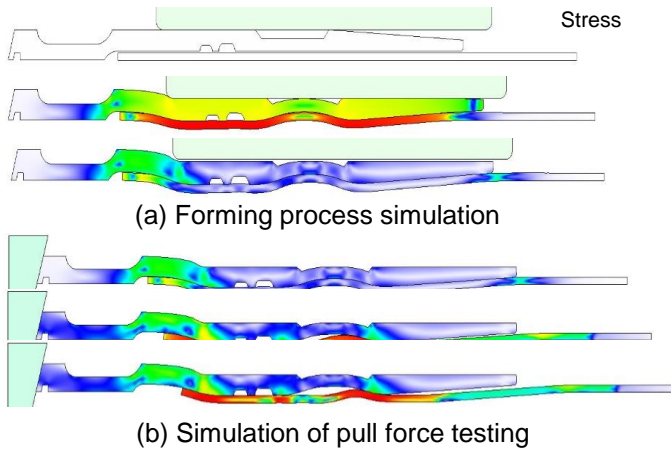 Stress
(a) Forming process simulation
(b) Simulation of pull force testing